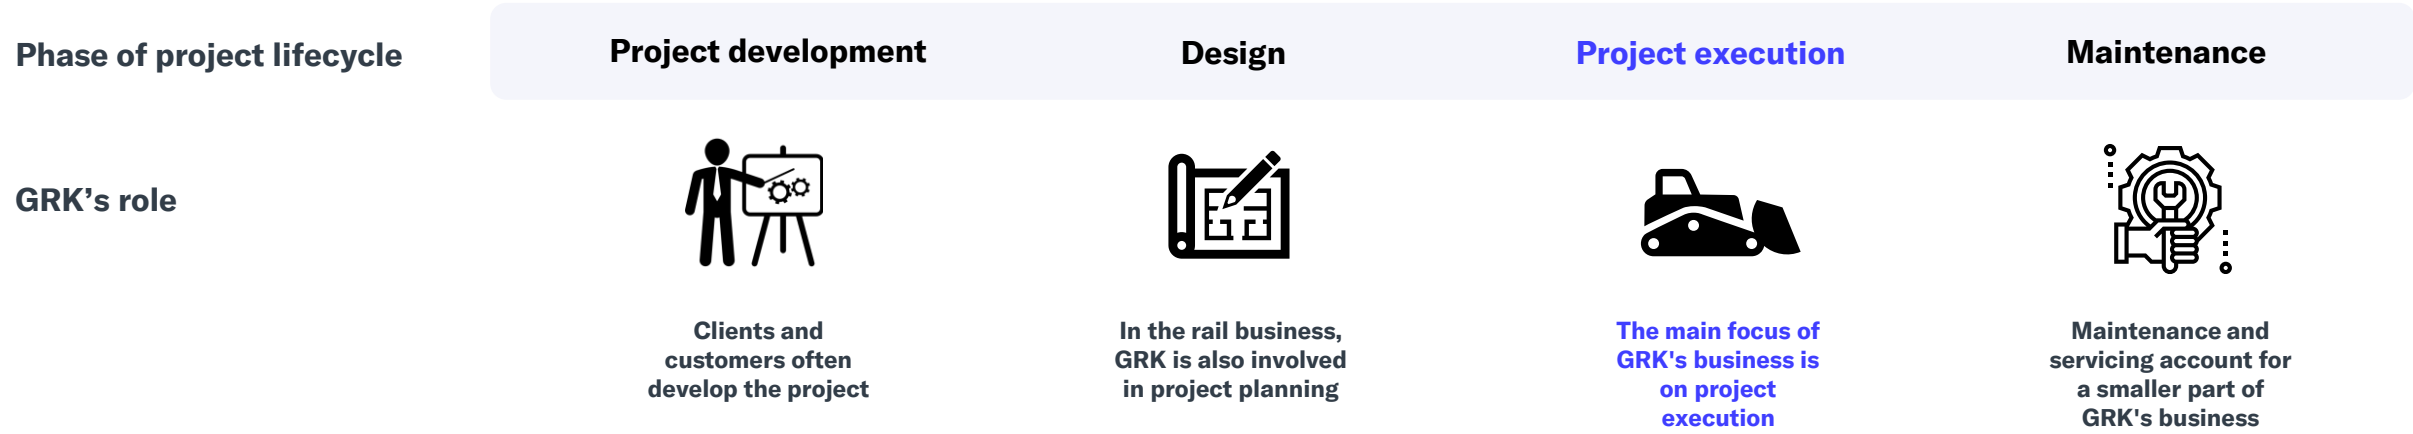 Phase of project lifecycle
Project development
Design
Project execution
Maintenance
GRK’s role
Clients and
customers often
develop the project
In the rail business,
GRK is also involved
in project planning
The main focus of
GRK's business is
on project
execution
Maintenance and
servicing account for
a smaller part of
GRK's business